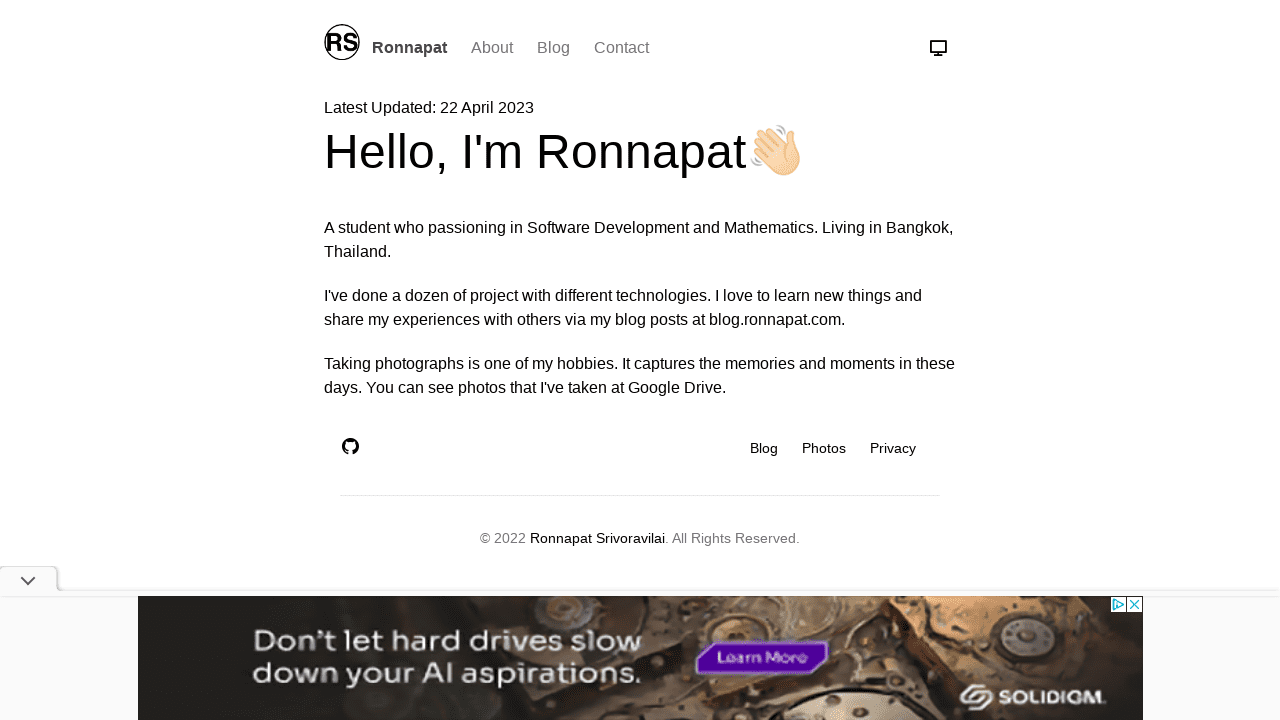 RS Ronnapat About Blog Contact
Latest Updated: 22 April 2023
Hello, I'm Ronnapat👋🏻
A student who passioning in Software Development and Mathematics. Living in Bangkok,
Thailand.
I've done a dozen of project with different technologies. I love to learn new things and
share my experiences with others via my blog posts at blog.ronnapat.com.
Taking photographs is one of my hobbies. It captures the memories and moments in these
days. You can see photos that I've taken at Google Drive.
Blog Photos Privacy
© 2022 Ronnapat Srivoravilai. All Rights Reserved.
Don't let hard drives slow
down your AI aspirations.
Learn More
SOLIDIGM.